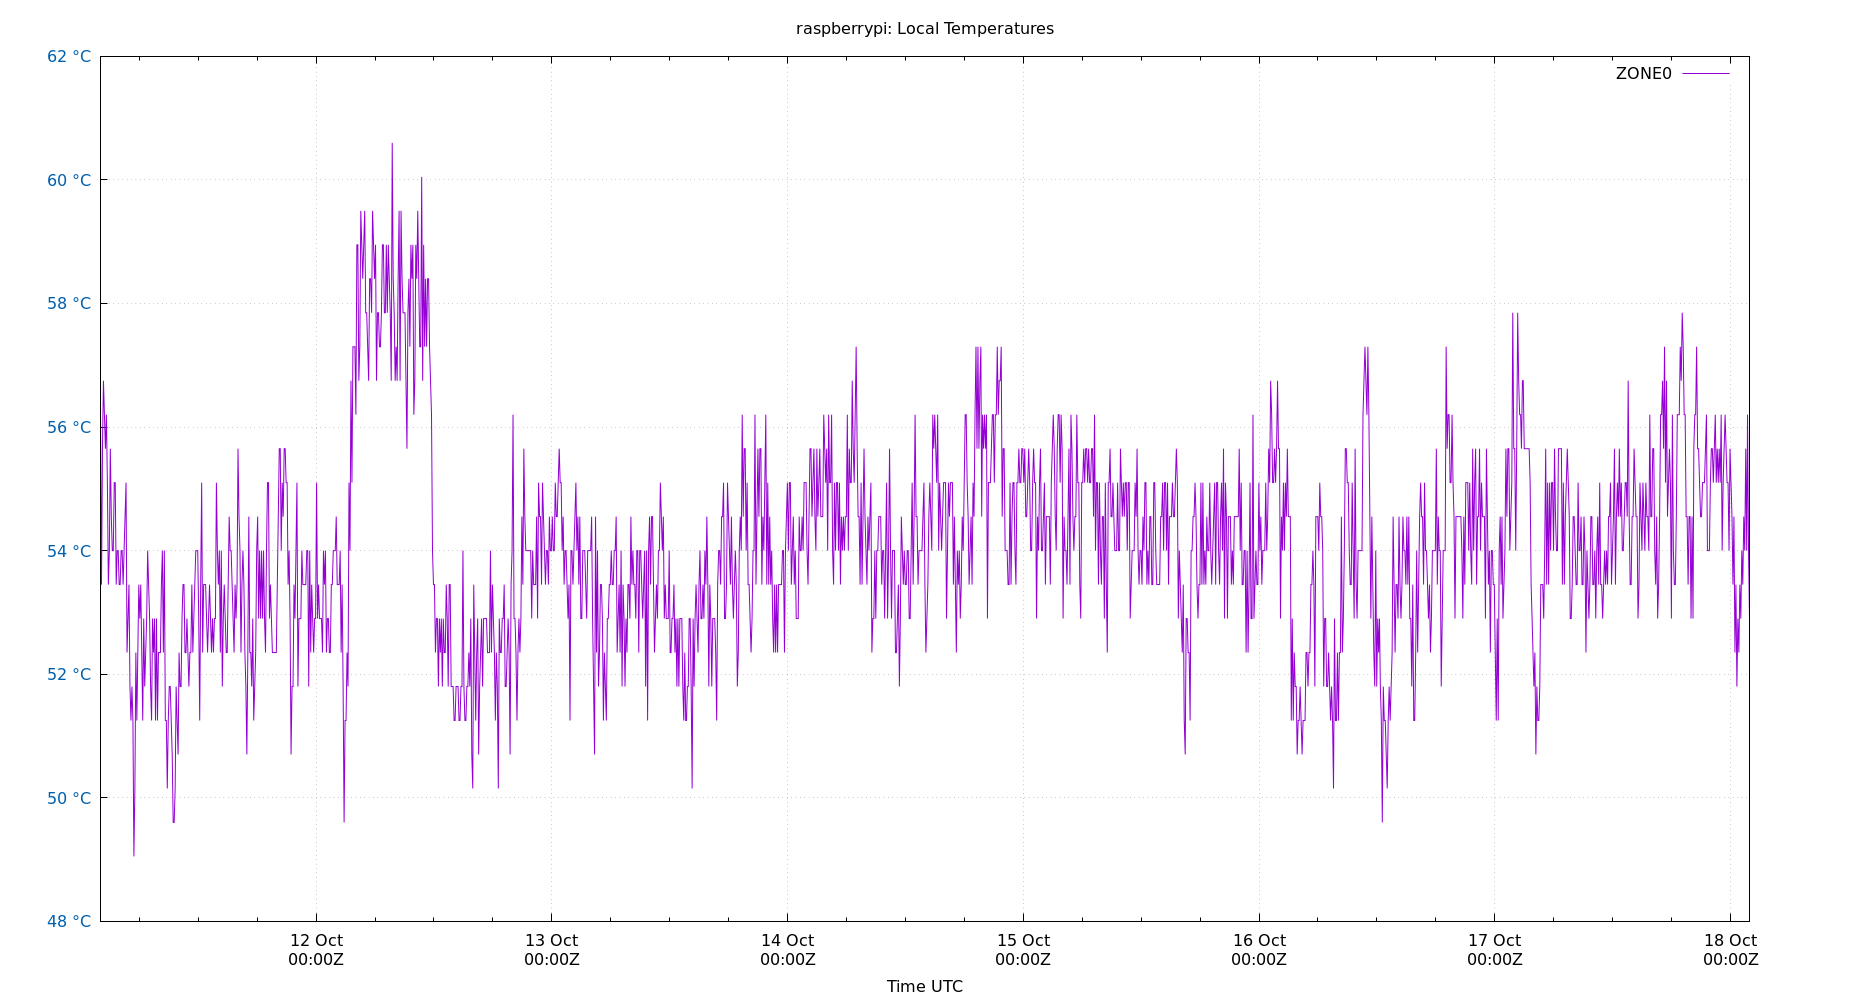 raspberrypi: Local Temperatures
62 °C
ZONE0
60 °C
58 °C
56 °C
54 °C
52 °C
50 °C
48 °C
12 Oct 13 Oct 14 Oct 15 Oct 16 Oct 17 Oct 18 Oct
00:00Z 00:00Z 00:00Z 00:00Z 00:00Z 00:00Z 00:00Z
Time UTC